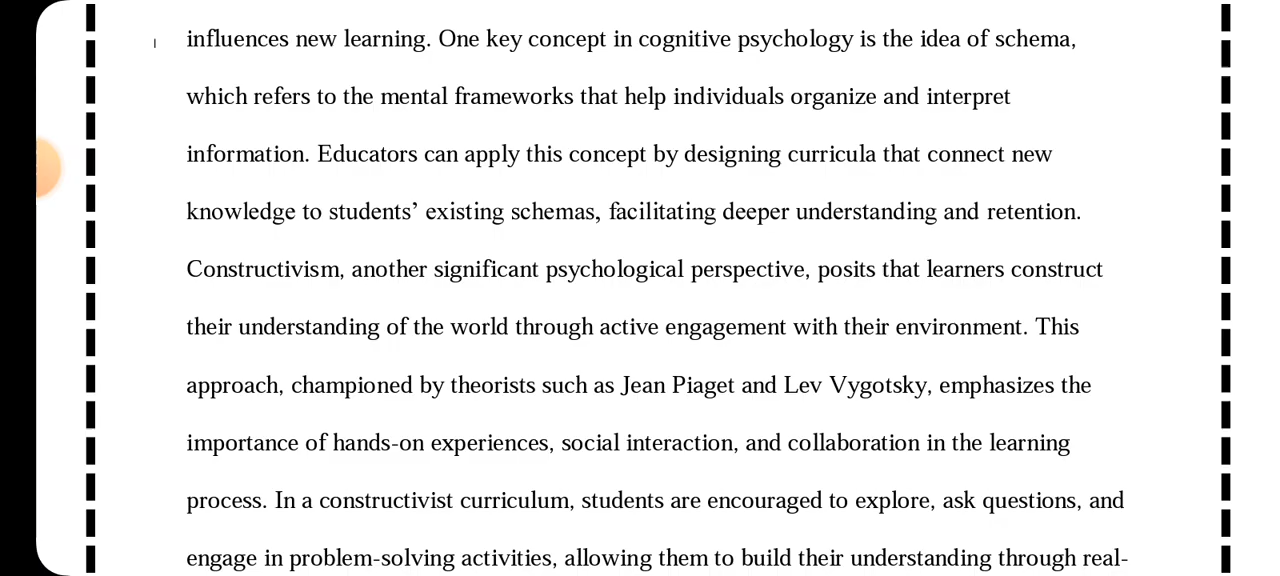 influences new learning. One key concept in cognitive psychology is the idea of schema,
which refers to the mental frameworks that help individuals organize and interpret
information. Educators can apply this concept by designing curricula that connect new
knowledge to students’ existing schemas, facilitating deeper understanding and retention.
Constructivism, another significant psychological perspective, posits that learners construct
their understanding of the world through active engagement with their environment. This
approach, championed by theorists such as Jean Piaget and Lev Vygotsky, emphasizes the
importance of hands-on experiences, social interaction, and collaboration in the learning
process. In a constructivist curriculum, students are encouraged to explore, ask questions, and
engage in problem-solving activities, allowing them to build their understanding through real-